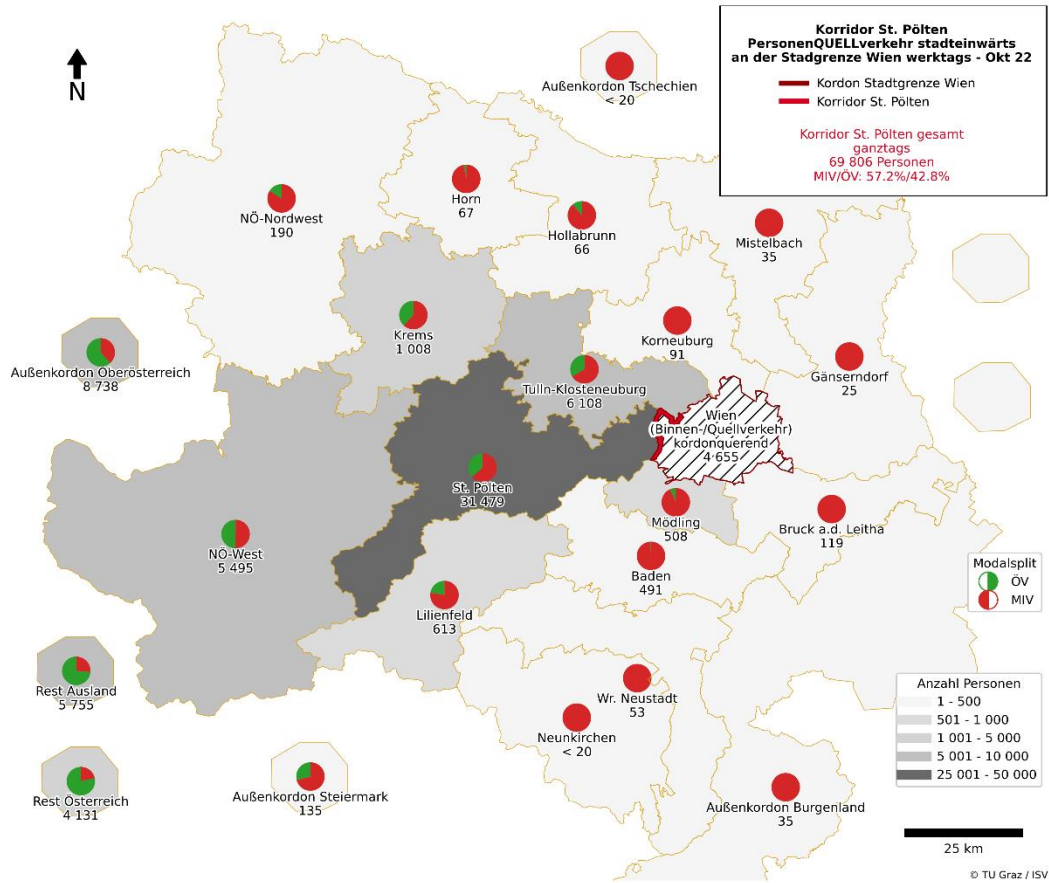 Korridor St. Pölten
PersonenQUELLverkehr stadteinwärts
an der Stadgrenze Wien werktags - Okt 22
Kordon Stadtgrenze Wien
Korridor St. Pölten
Korridor St. Pölten gesamt
ganztags
69 806 Personen
MIV/ÖV: 57.2%/42.8%
N
Außenkordon Tschechien
< 20
Horn
67
NÖ-Nordwest
190
Hollabrunn
66
Mistelbach
35
Krems
1 008
Korneuburg
91
Außenkordon Oberösterreich
8 738
Gänserndorf
25
Tulln-Klosteneuburg
6 108
Wien
(Binnen-/Quellverkehr)
kordonquerend
4 655
St. Pölten
31 479
Mödling
508
Bruck a.d. Leitha
119
NÖ-West
5 495
Baden
491
Modalsplit
ÖV
MIV
Lilienfeld
613
Rest Ausland
5 755
Wr. Neustadt
53
Neunkirchen
< 20
Anzahl Personen
1 - 500
501 - 1 000
1 001 - 5 000
5 001 - 10 000
25 001 - 50 000
Rest Österreich
4 131
Außenkordon Steiermark
135
Außenkordon Burgenland
35
25 km
© TU Graz / ISV